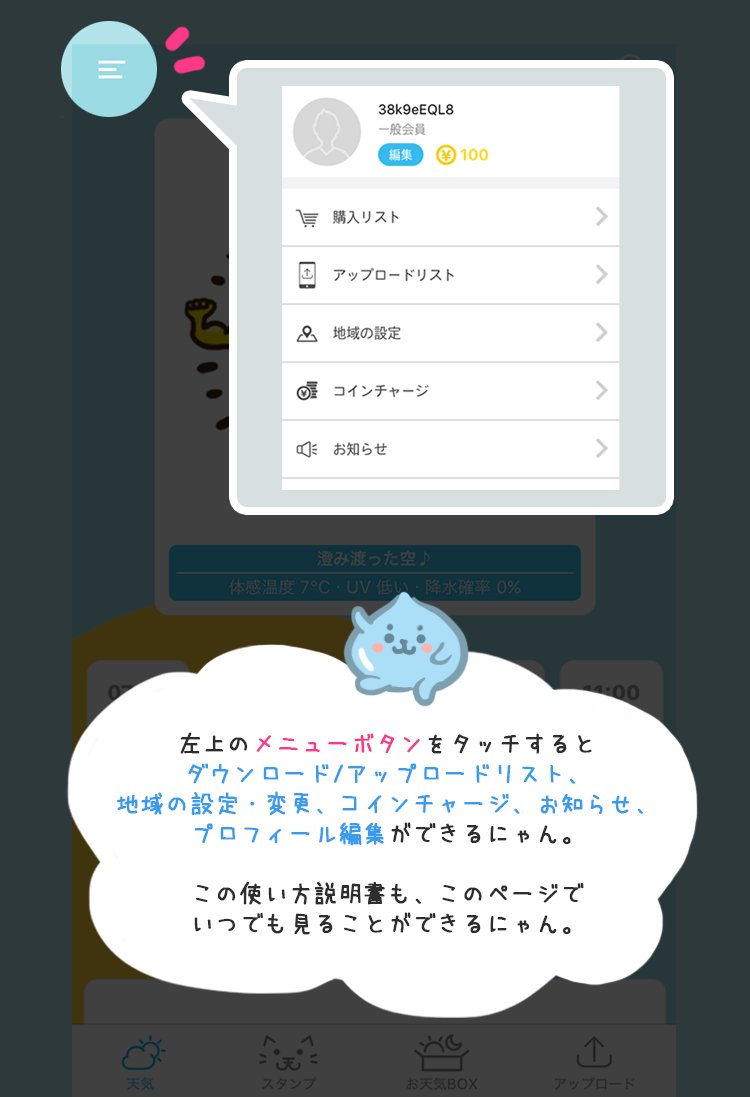 38k9eEQL8
一般会員
編集 100
購入リスト
アップロードリスト
地域の設定
コインチャージ
お知らせ
澄み渡った空♪
体感温度 7°C・UV 低い・降水確率 0%
11:00
左上のメニューボタンをタッチすると
ダウンロード/アップロードリスト、
地域の設定・変更、コインチャージ、お知らせ、
プロフィール編集ができるにゃん。
この使い方説明書も、このページで
いつでも見ることができるにゃん。
天気 スタンプ お天気BOX アップロード